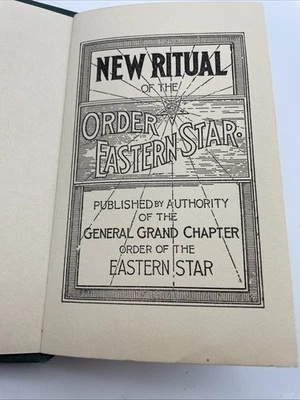 NEW RITUAL
OF THE
ORDER
EASTERN STAR.
PUBLISHED BY AUTHORITY
OF THE
GENERAL GRAND CHAPTER
ORDER OF THE
EASTERN STAR